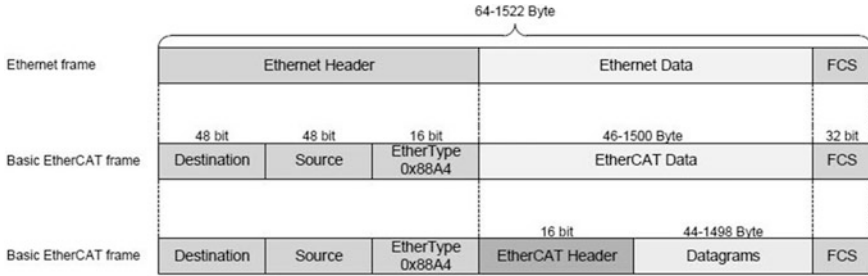 64-1522 Byte
Ethernet frame Ethernet Header Ethernet Data FCS
48 bit 48 bit 16 bit 46-1500 Byte 32 bit
Basic EtherCAT frame Destination Source EtherType 0x88A4 EtherCAT Data FCS
16 bit 44-1498 Byte
Basic EtherCAT frame Destination Source EtherType 0x88A4 EtherCAT Header Datagrams FCS